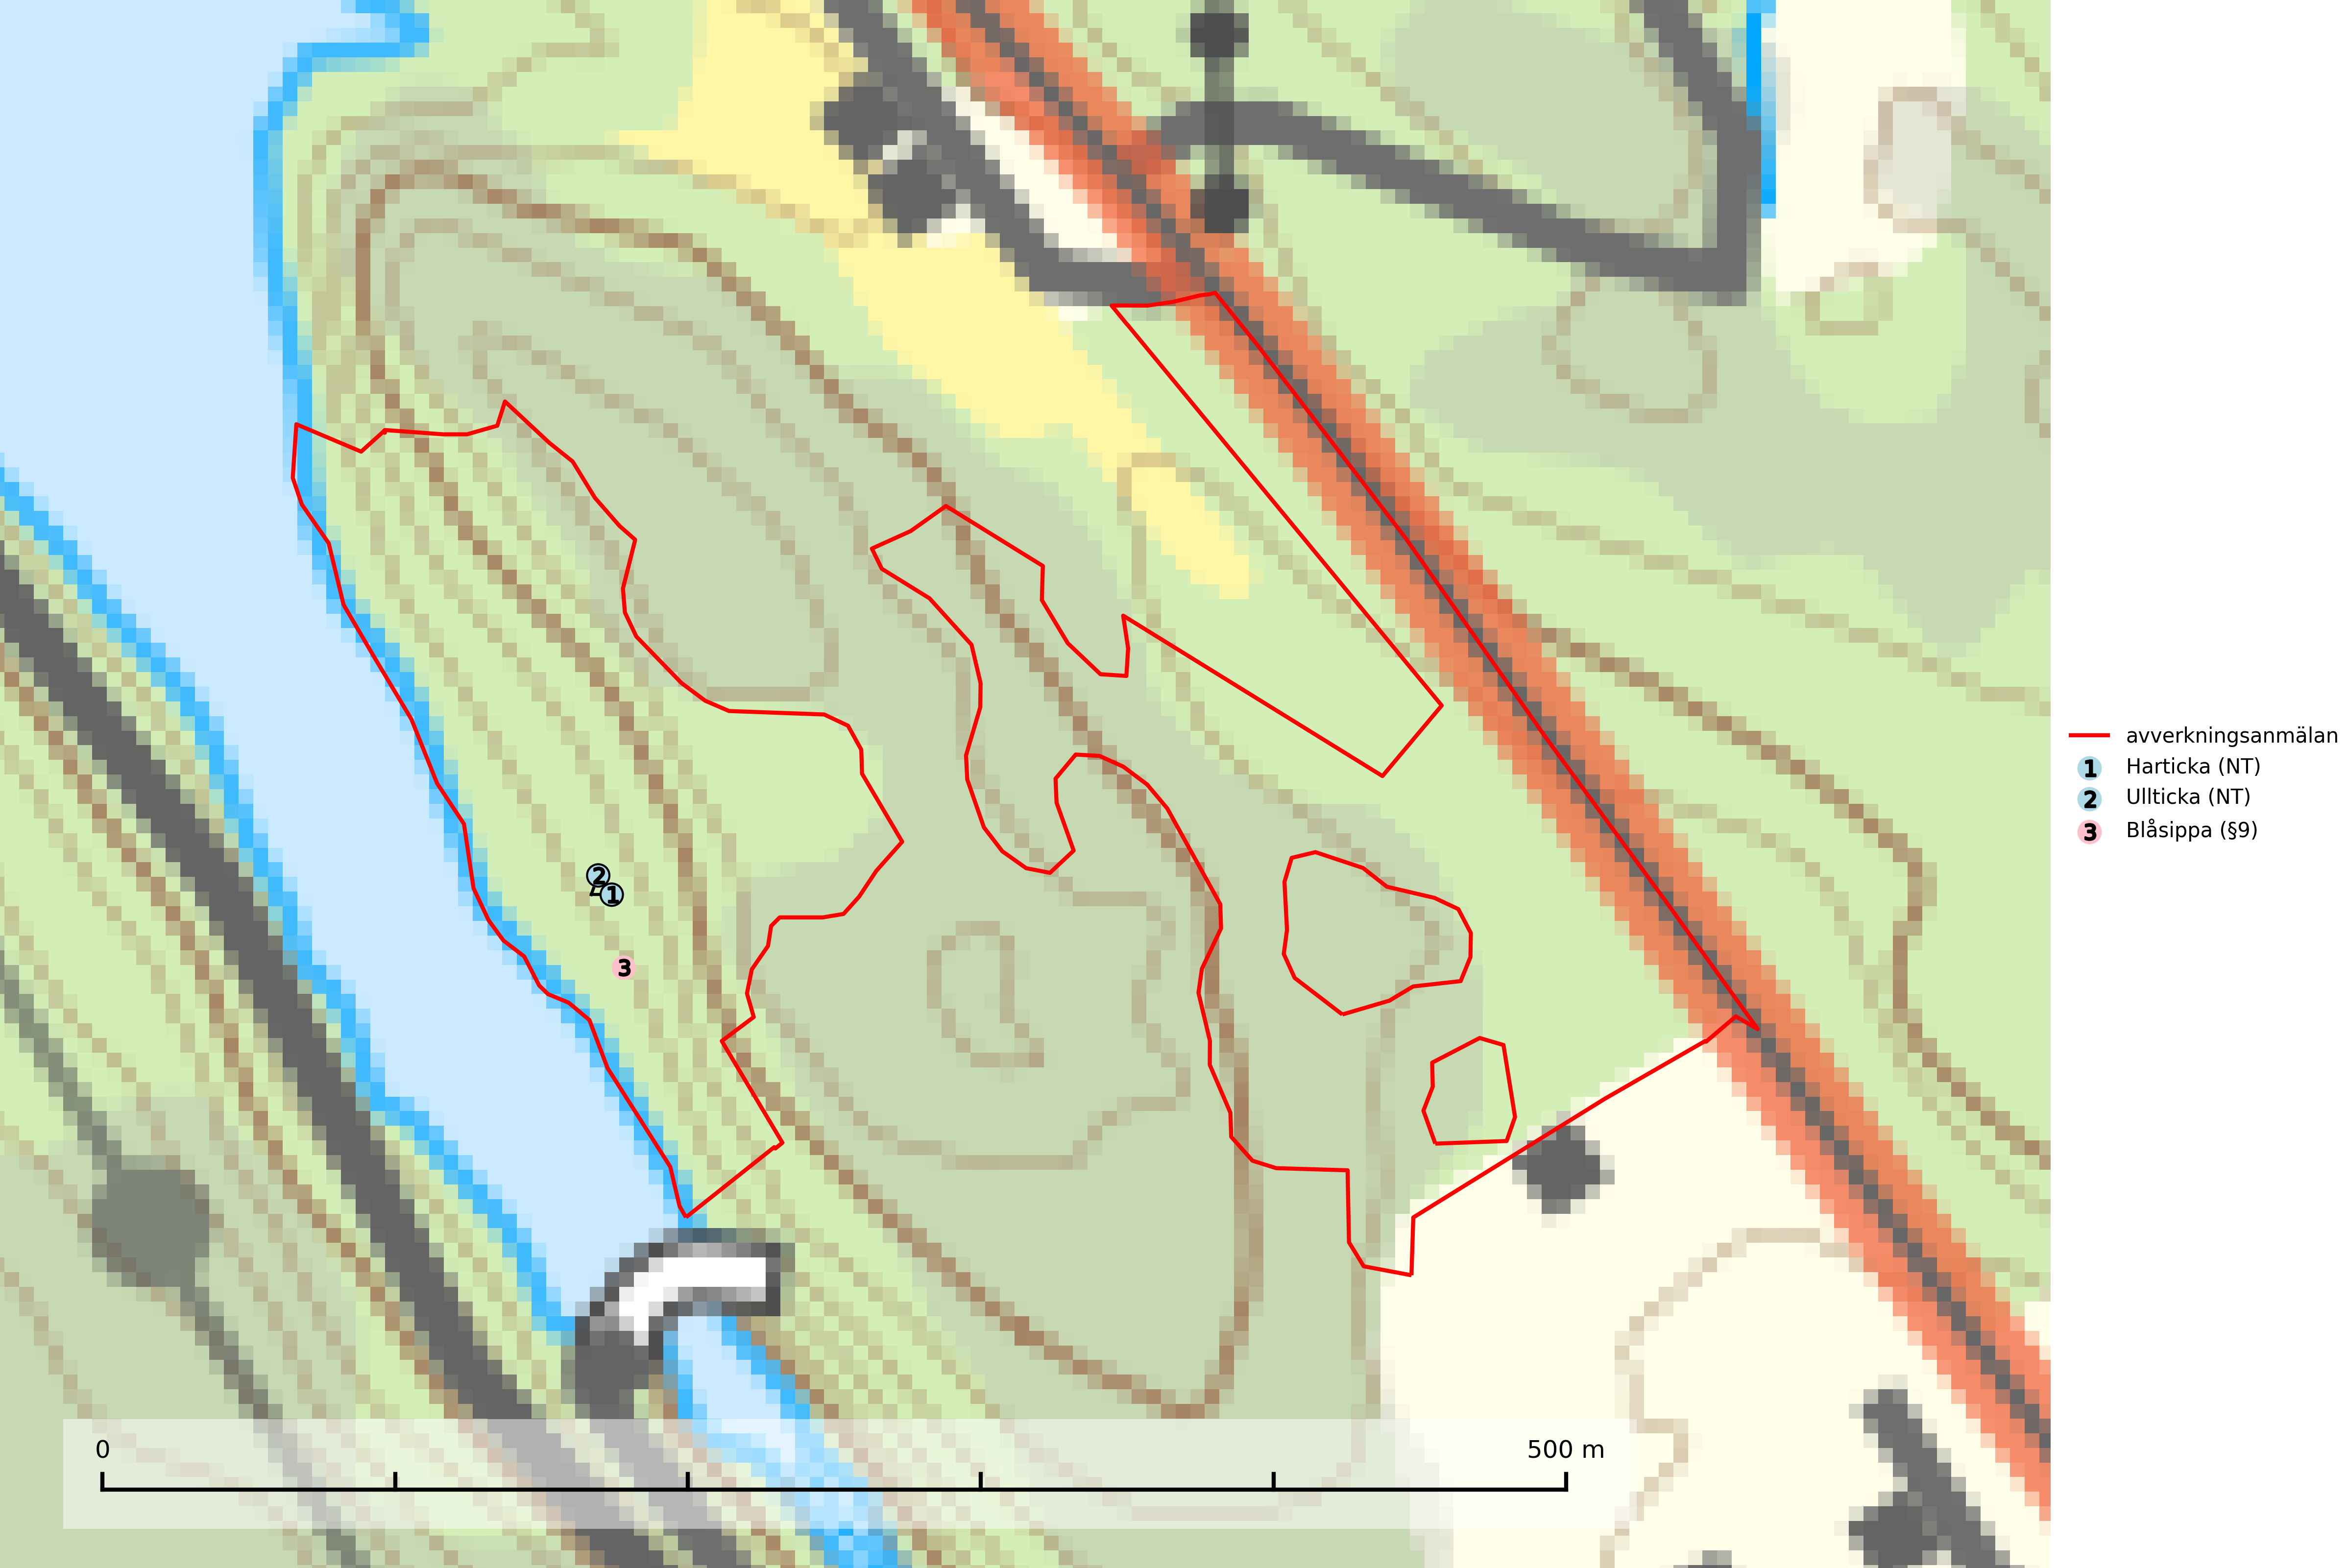 avverkningsanmälan
1 Harticka (NT)
2 Ullticka (NT)
3 Blåsippa (§9)
2
1
3
0 500 m